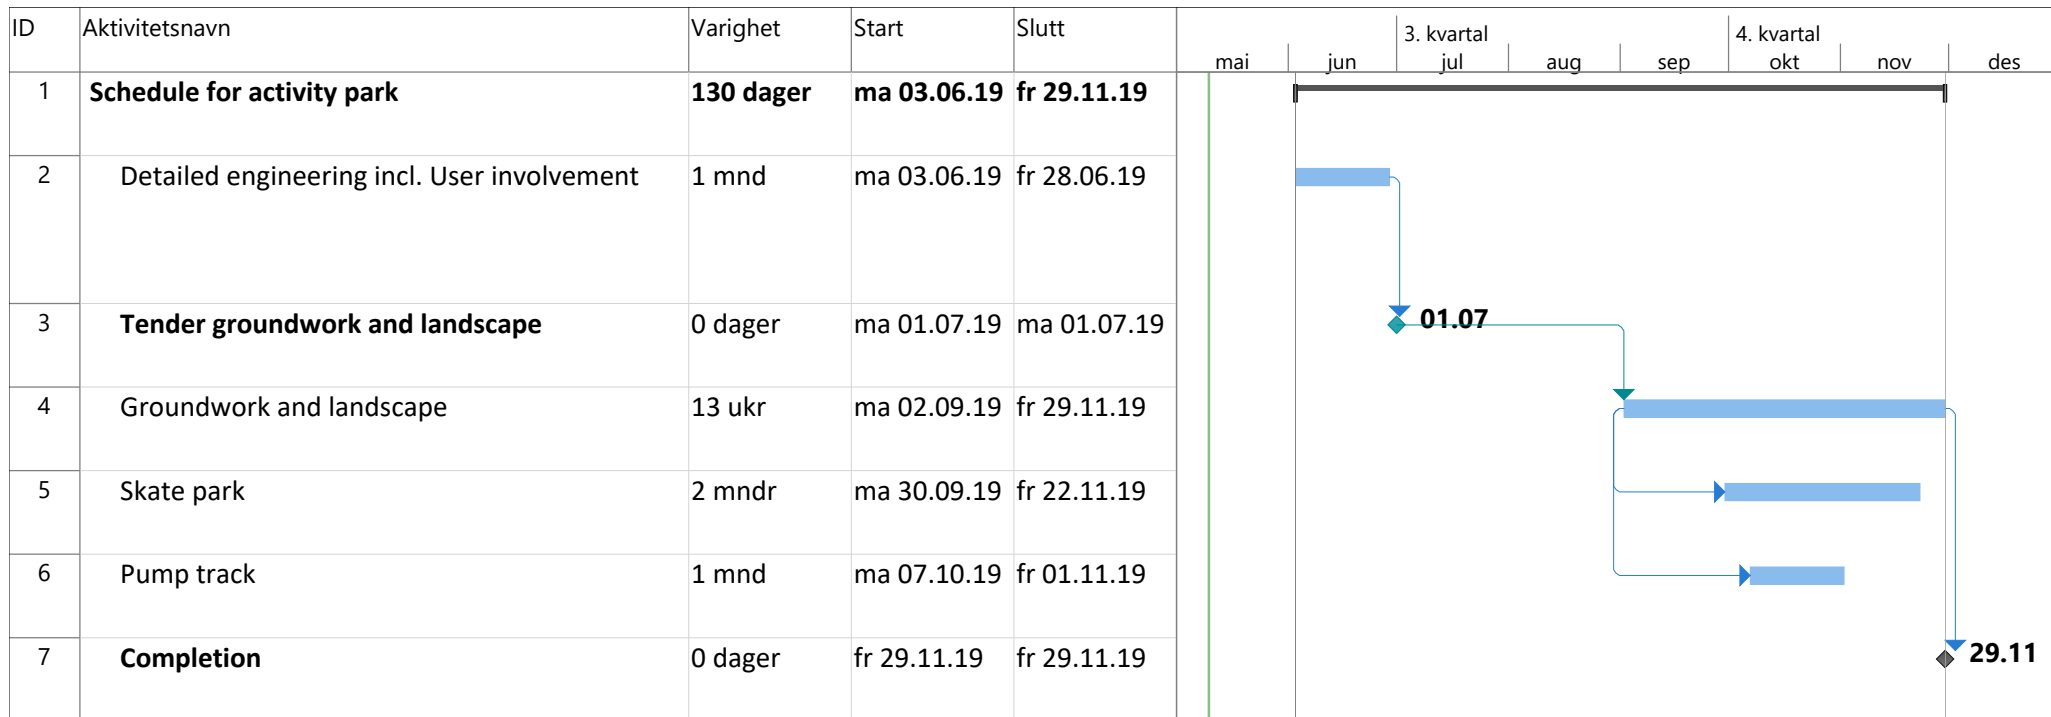 ID Aktivitetsnavn Varighet Start Slutt
3. kvartal 4. kvartal
mai jun jul aug sep okt nov des
1 Schedule for activity park 130 dager ma 03.06.19 fr 29.11.19
2 Detailed engineering incl. User involvement 1 mnd ma 03.06.19 fr 28.06.19
3 Tender groundwork and landscape 0 dager ma 01.07.19 ma 01.07.19 01.07
4 Groundwork and landscape 13 ukr ma 02.09.19 fr 29.11.19
5 Skate park 2 mndr ma 30.09.19 fr 22.11.19
6 Pump track 1 mnd ma 07.10.19 fr 01.11.19
7 Completion 0 dager fr 29.11.19 fr 29.11.19 29.11